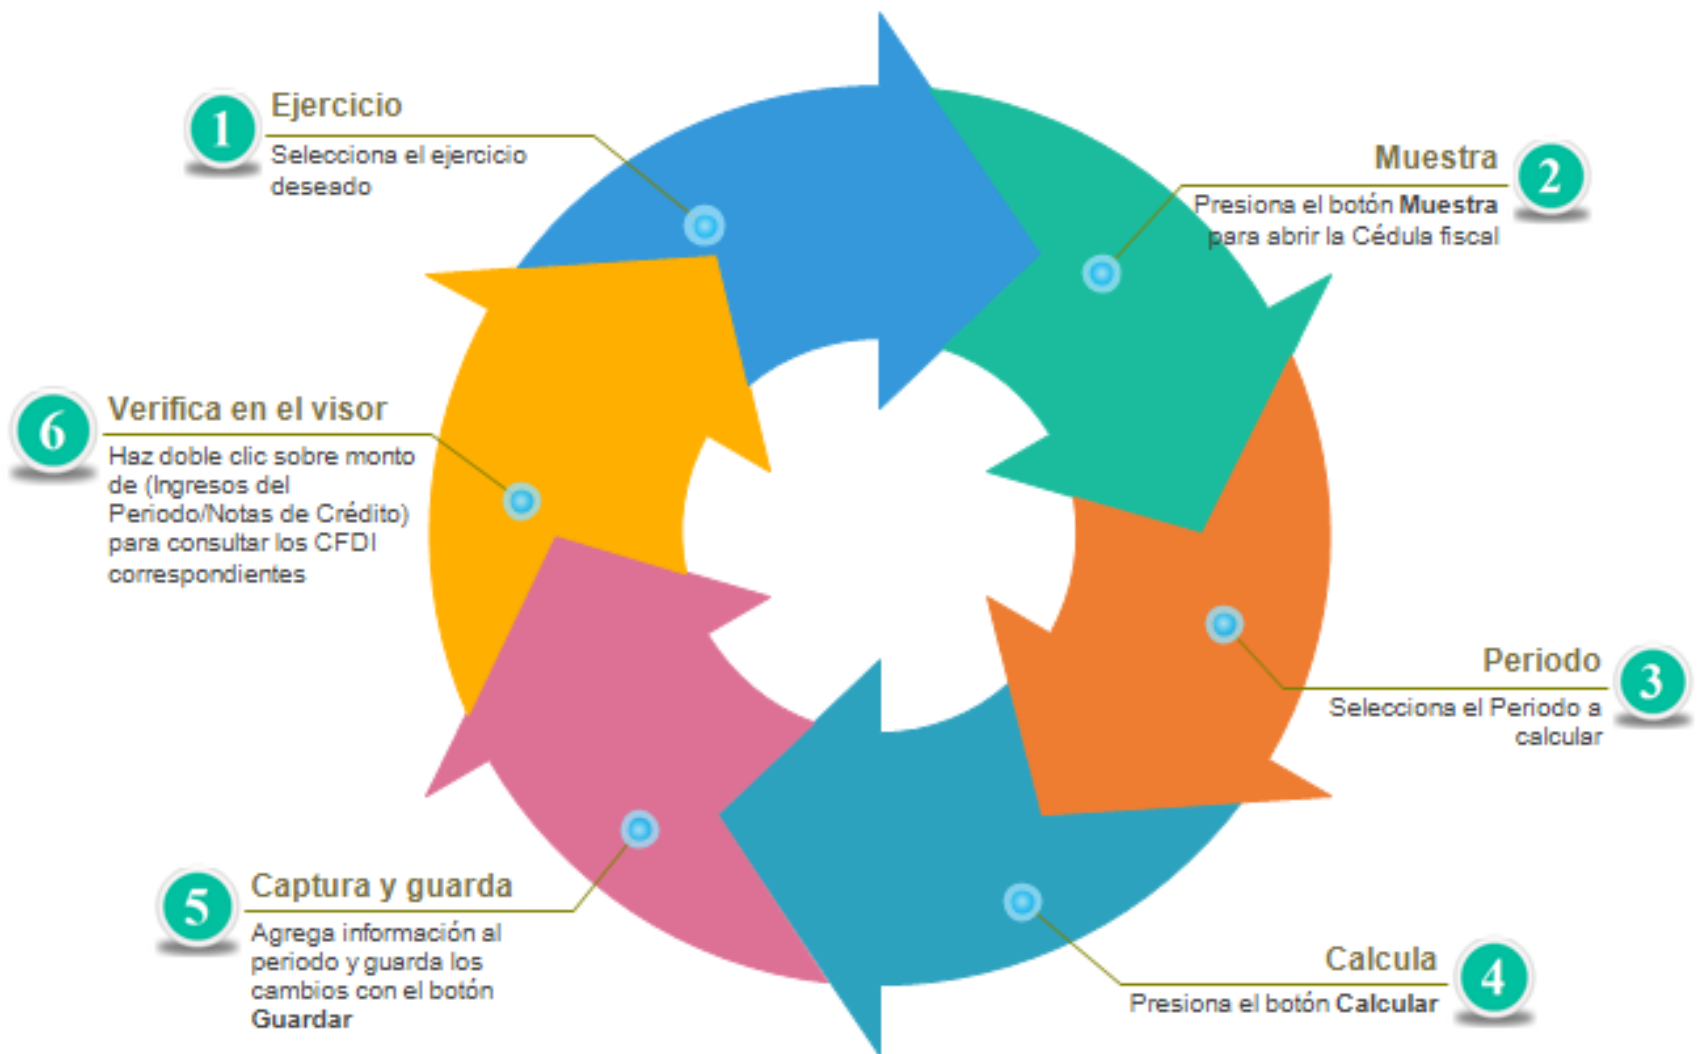 1
Ejercicio
Selecciona el ejercicio
deseado
2
Muestra
Presiona el botón Muestra
para abrir la Cédula fiscal
3
Periodo
Selecciona el Periodo a
calcular
4
Calcula
Presiona el botón Calcular
5
Captura y guarda
Agrega información al
periodo y guarda los
cambios con el botón
Guardar
6
Verifica en el visor
Haz doble clic sobre monto
de (Ingresos del
Periodo/Notas de Crédito)
para consultar los CFDI
correspondientes